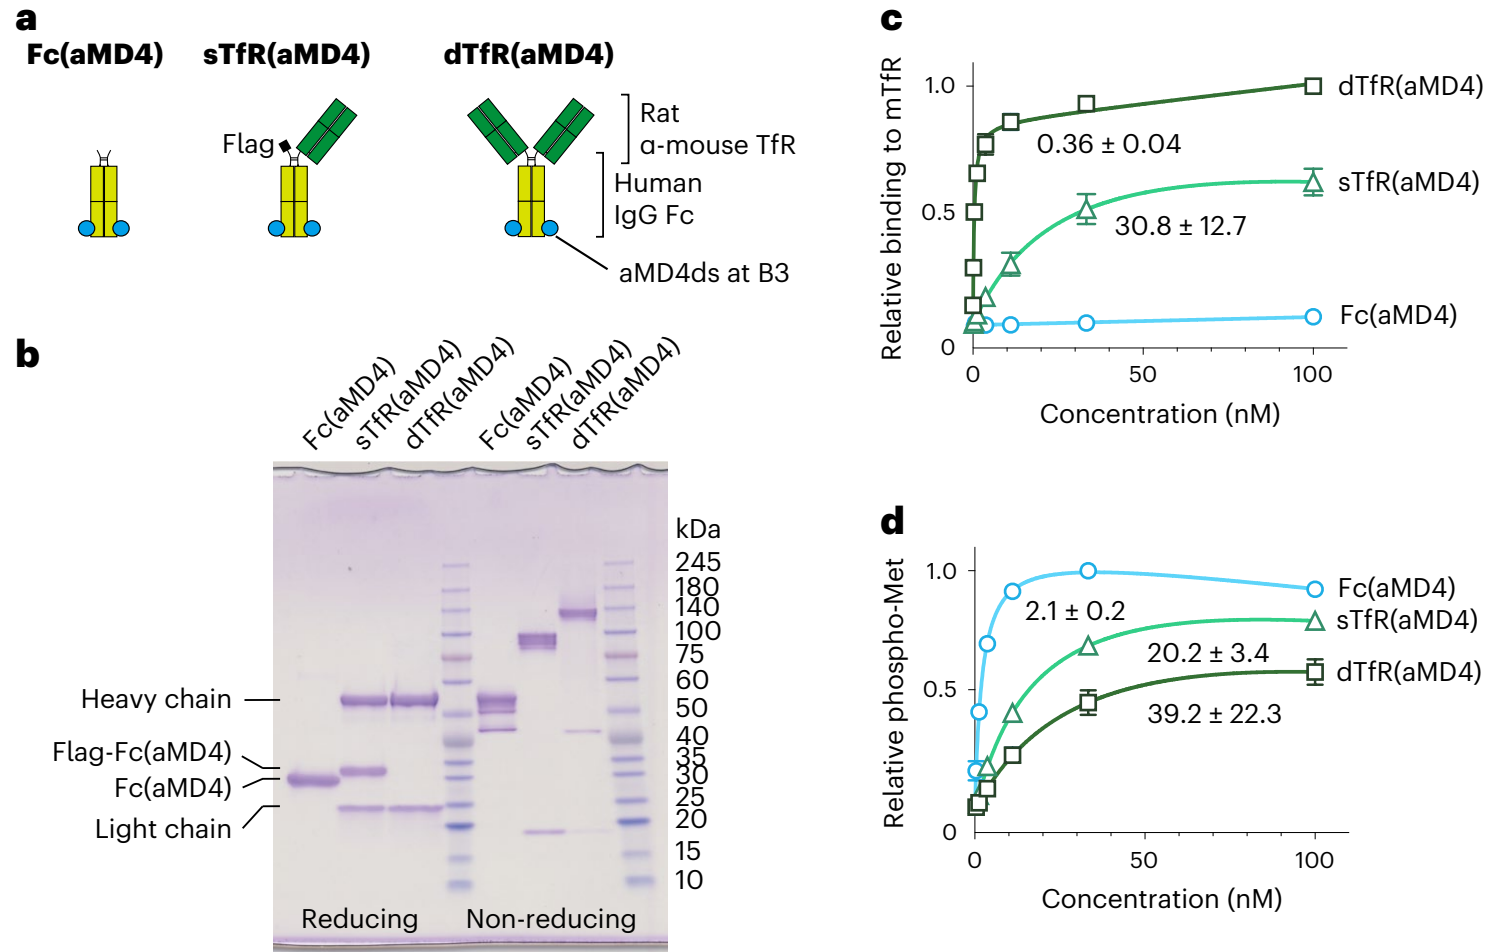 a
Fc(aMD4)
sTfR(aMD4)
dTfR(aMD4)
Flag
Rat
α-mouse TfR
Human
IgG Fc
aMD4ds at B3
b
Fc(aMD4)
sTfR(aMD4)
dTfR(aMD4)
Fc(aMD4)
sTfR(aMD4)
dTfR(aMD4)
kDa
245
180
140
100
75
60
50
40
35
30
25
20
15
10
Heavy chain
Flag-Fc(aMD4)
Fc(aMD4)
Light chain
Reducing
Non-reducing
c
Relative binding to mTfR
1.0
0.5
0
0
50
100
Concentration (nM)
dTfR(aMD4)
0.36 ± 0.04
sTfR(aMD4)
30.8 ± 12.7
Fc(aMD4)
d
Relative phospho-Met
1.0
0.5
0
0
50
100
Concentration (nM)
Fc(aMD4)
2.1 ± 0.2
sTfR(aMD4)
20.2 ± 3.4
dTfR(aMD4)
39.2 ± 22.3